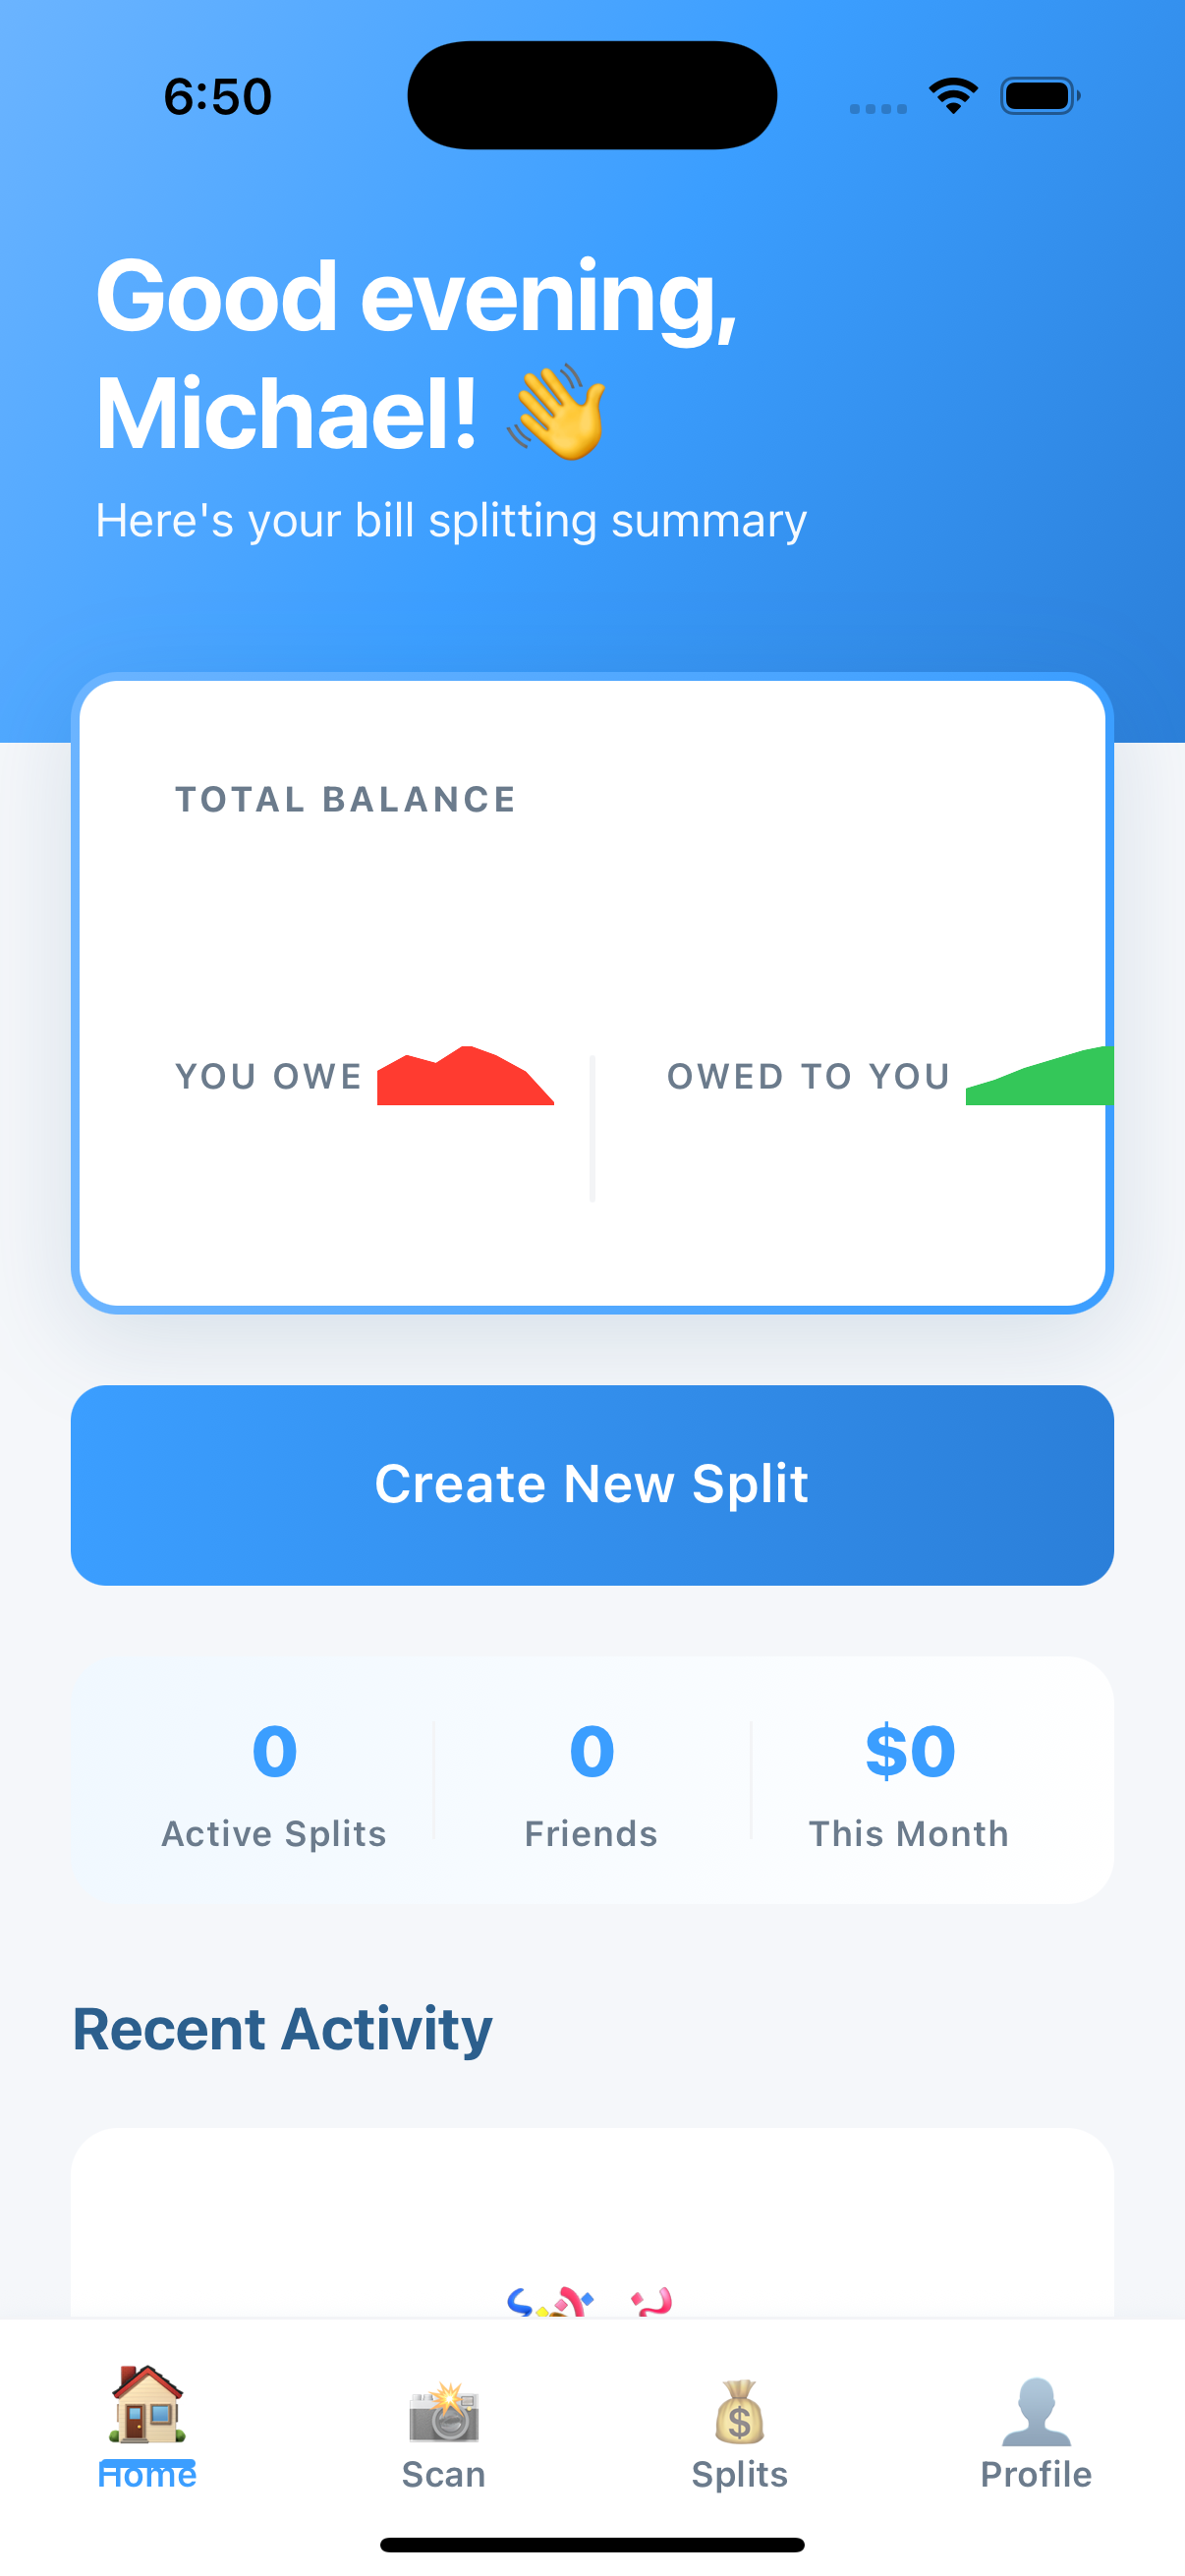 6:50
Good evening,
Michael! 👋
Here's your bill splitting summary
TOTAL BALANCE
YOU OWE
OWED TO YOU
Create New Split
0
0
$0
Active Splits
Friends
This Month
Recent Activity
Home
Scan
Splits
Profile